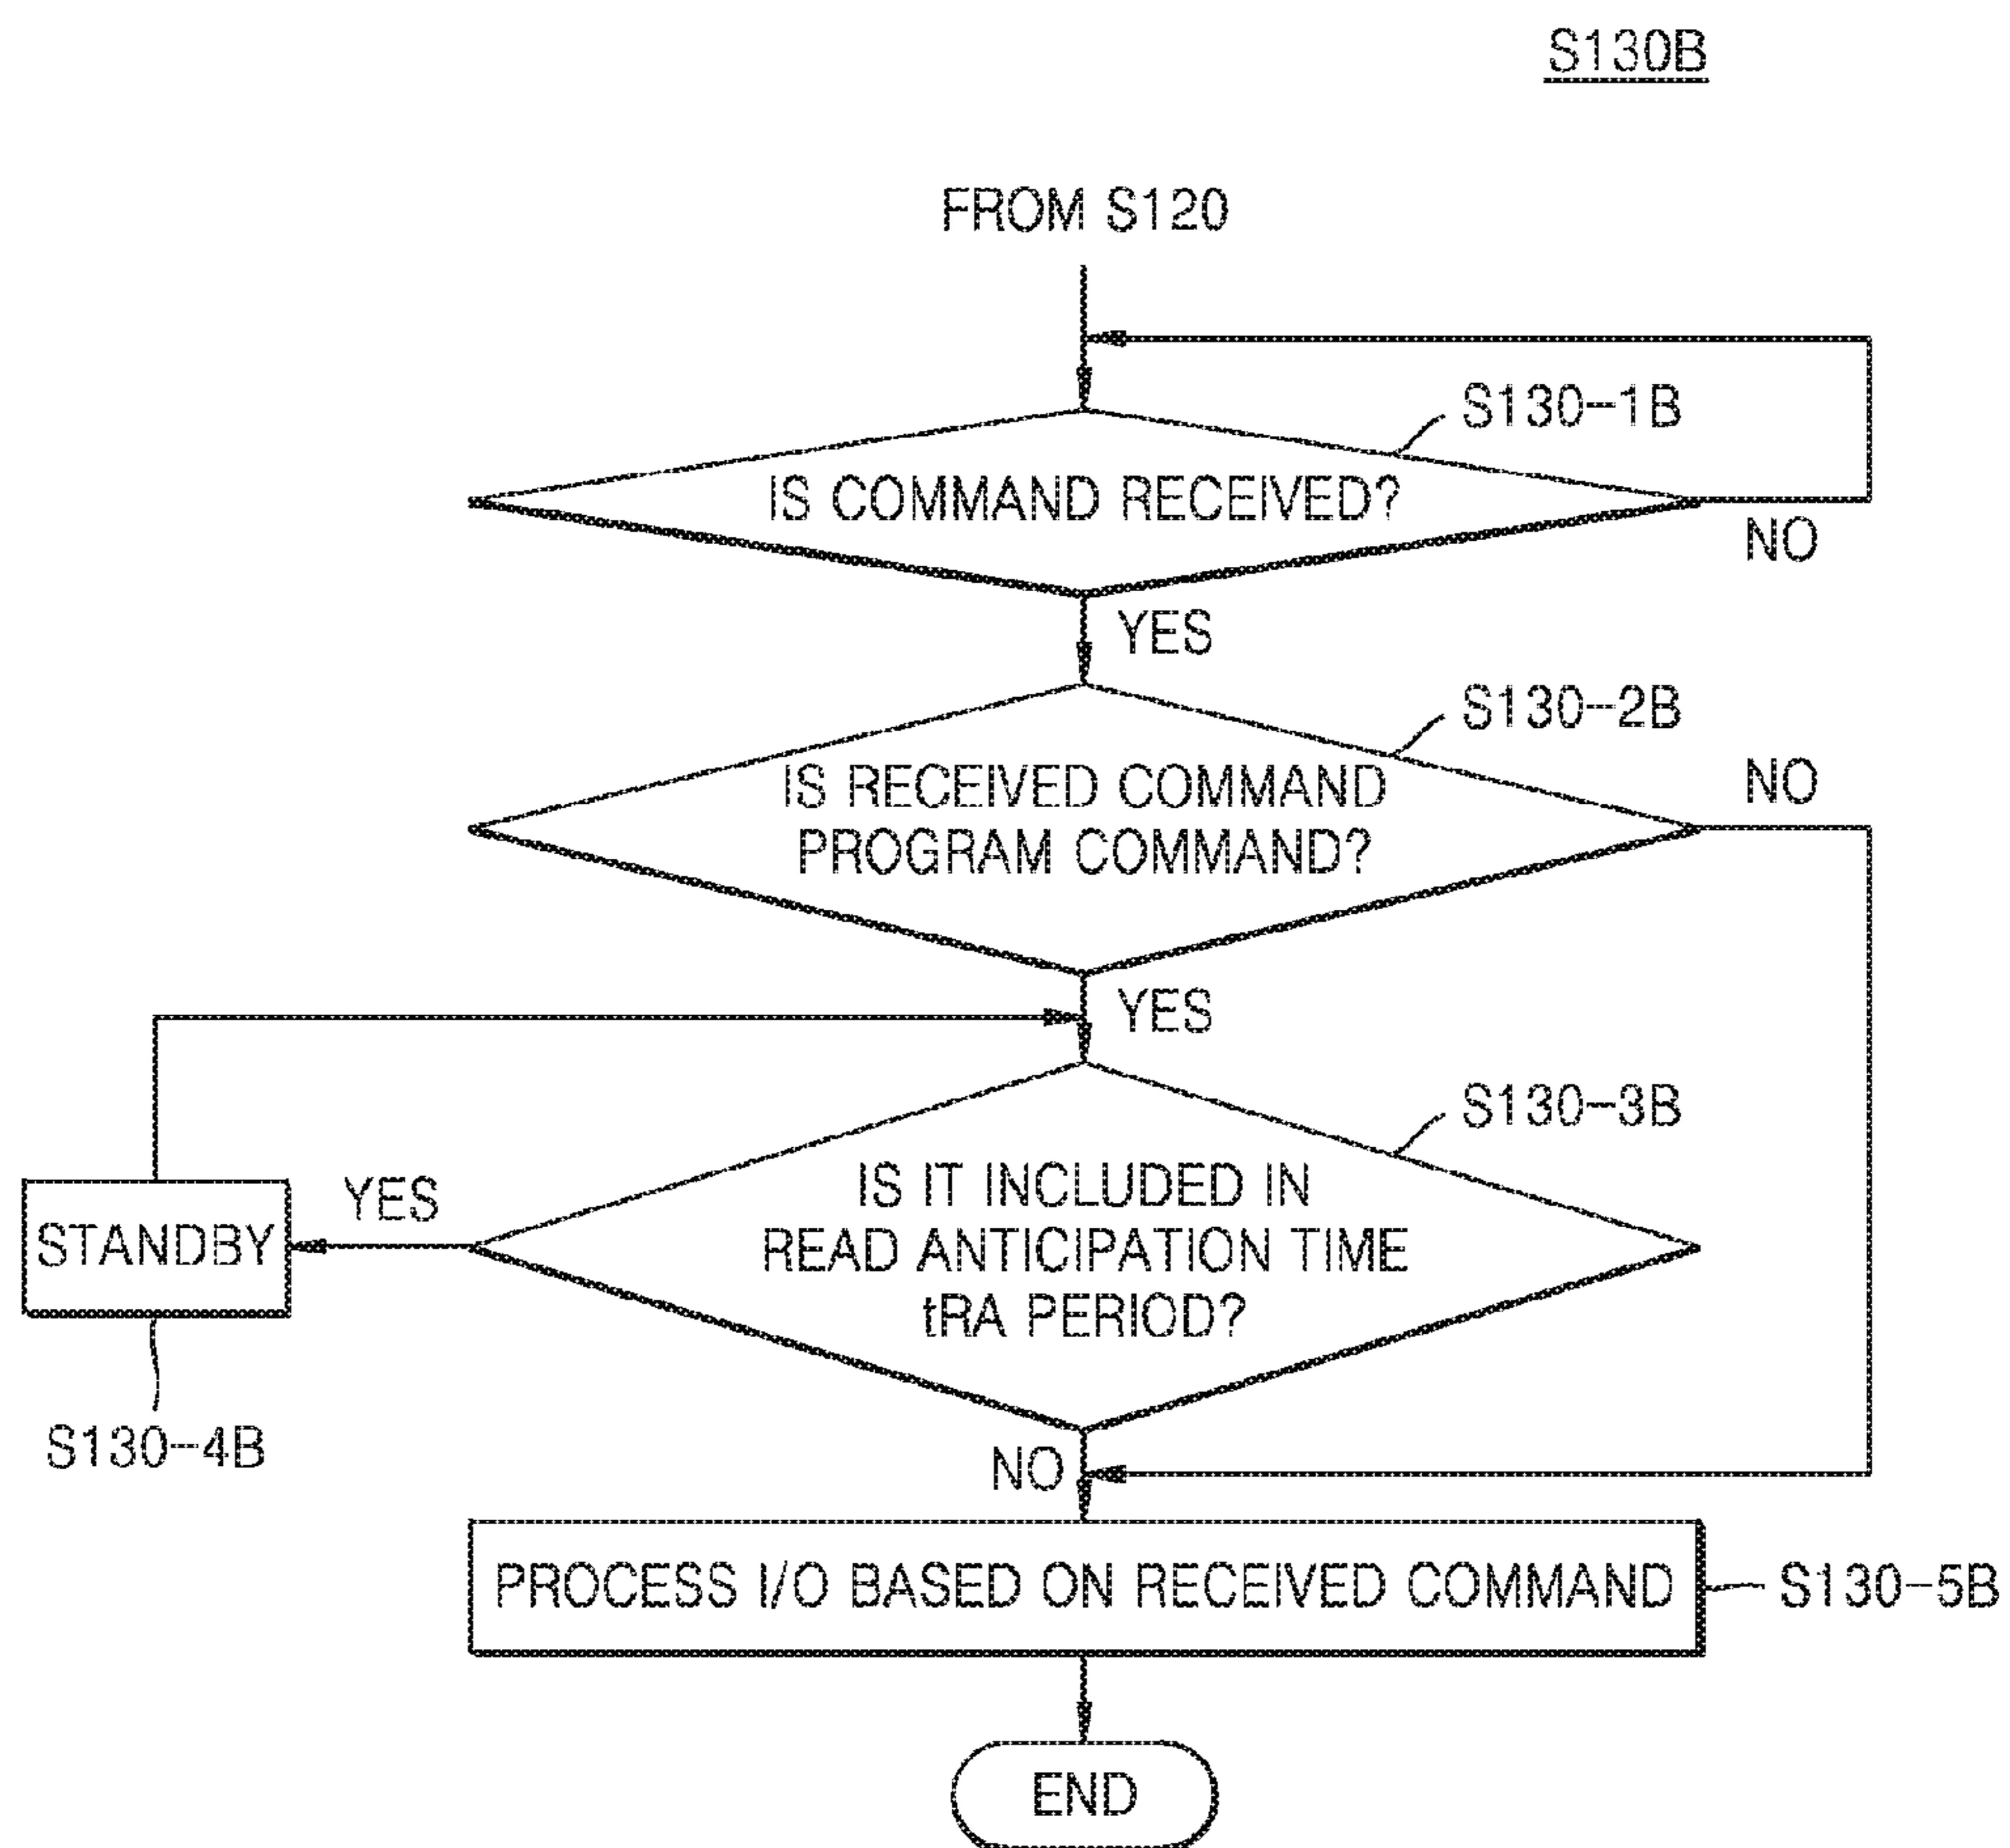 S130B
FROM S120
S130-1B
IS COMMAND RECEIVED?
NO
YES
S130-2B
IS RECEIVED COMMAND
PROGRAM COMMAND?
NO
YES
S130-3B
IS IT INCLUDED IN
READ ANTICIPATION TIME
tRA PERIOD?
YES
STANDBY
S130-4B
NO
PROCESS I/O BASED ON RECEIVED COMMAND
S130-5B
END